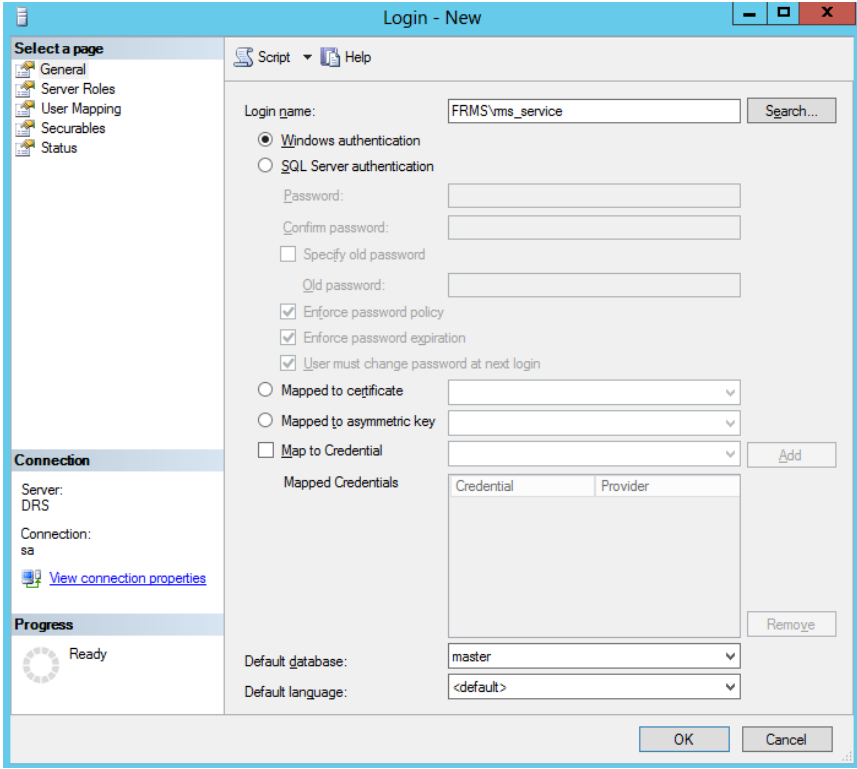 Login - New
Select a page
General
Server Roles
User Mapping
Securables
Status
Script
Help
Login name:
FRMS\rms_service
Search...
Windows authentication
SQL Server authentication
Password:
Confirm password:
Specify old password
Old password:
Enforce password policy
Enforce password expiration
User must change password at next login
Mapped to certificate
Mapped to asymmetric key
Map to Credential
Add
Mapped Credentials
Credential
Provider
Remove
Default database:
master
Default language:
<default>
Connection
Server:
DRS
Connection:
sa
View connection properties
Progress
Ready
OK
Cancel